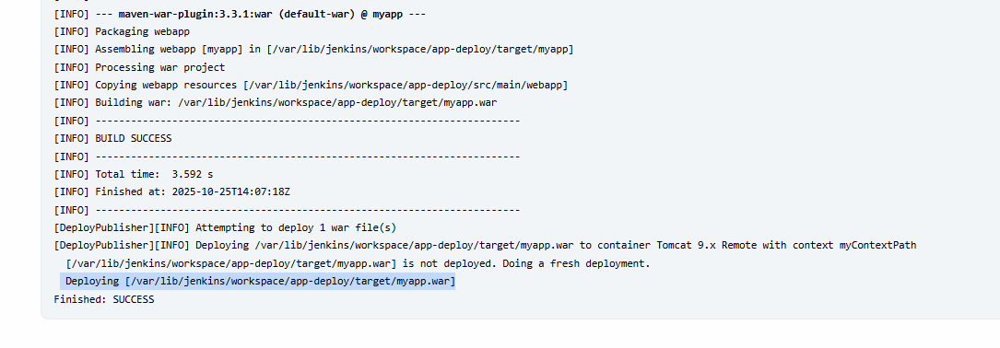 [INFO] --- maven-war-plugin:3.3.1:war (default-war) @ myapp ---
[INFO] Packaging webapp
[INFO] Assembling webapp [myapp] in [/var/lib/jenkins/workspace/app-deploy/target/myapp]
[INFO] Processing war project
[INFO] Copying webapp resources [/var/lib/jenkins/workspace/app-deploy/src/main/webapp]
[INFO] Building war: /var/lib/jenkins/workspace/app-deploy/target/myapp.war
[INFO] ------------------------------------------------------------------------
[INFO] BUILD SUCCESS
[INFO] ------------------------------------------------------------------------
[INFO] Total time:  3.592 s
[INFO] Finished at: 2025-10-25T14:07:18Z
[INFO] ------------------------------------------------------------------------
[DeployPublisher][INFO] Attempting to deploy 1 war file(s)
[DeployPublisher][INFO] Deploying /var/lib/jenkins/workspace/app-deploy/target/myapp.war to container Tomcat 9.x Remote with context myContextPath
  [/var/lib/jenkins/workspace/app-deploy/target/myapp.war] is not deployed. Doing a fresh deployment.
  Deploying [/var/lib/jenkins/workspace/app-deploy/target/myapp.war]
Finished: SUCCESS